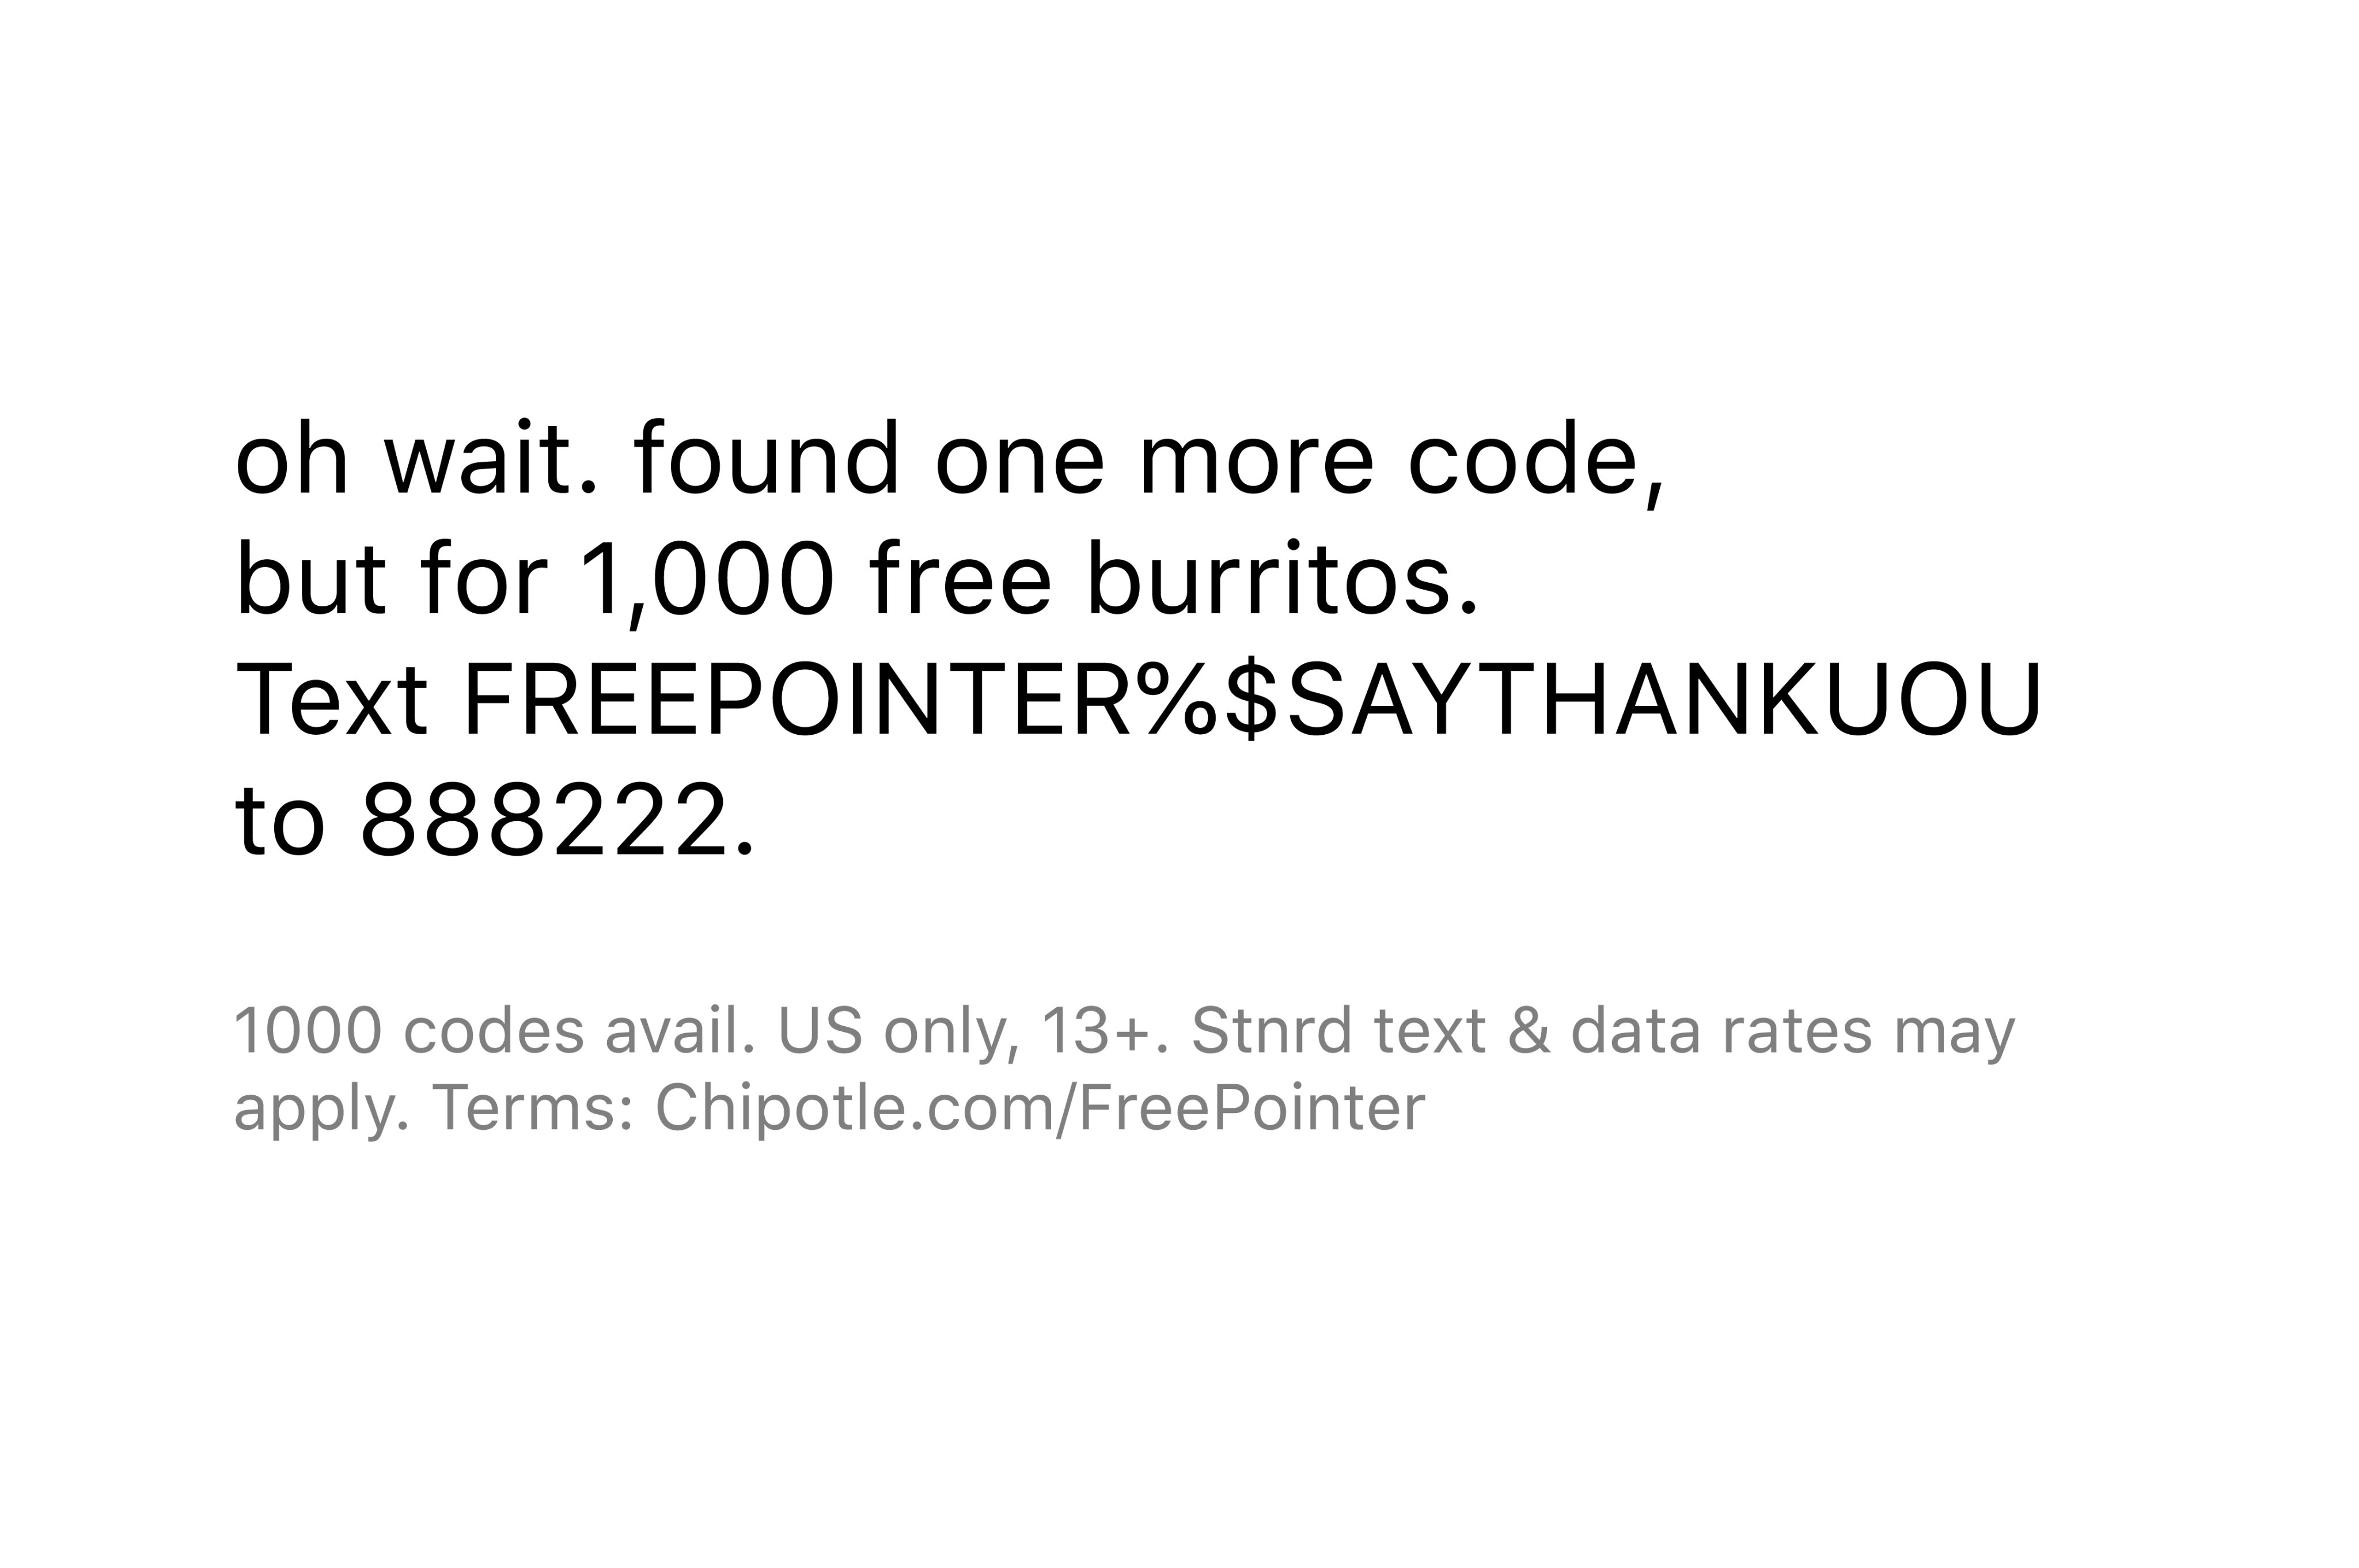 oh wait. found one more code,
but for 1,000 free burritos.
Text FREEPOINTER%$SAYTHANKUOU
to 888222.
1000 codes avail. US only, 13+. Stnrd text & data rates may
apply. Terms: Chipotle.com/FreePointer